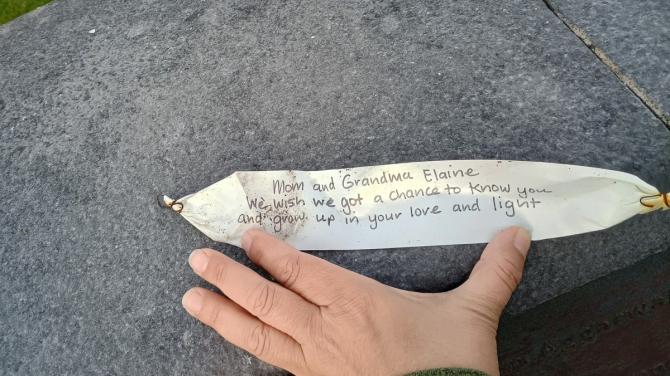 Mom and Grandma Elaine
We wish we got a chance to know you
and grow up in your love and light